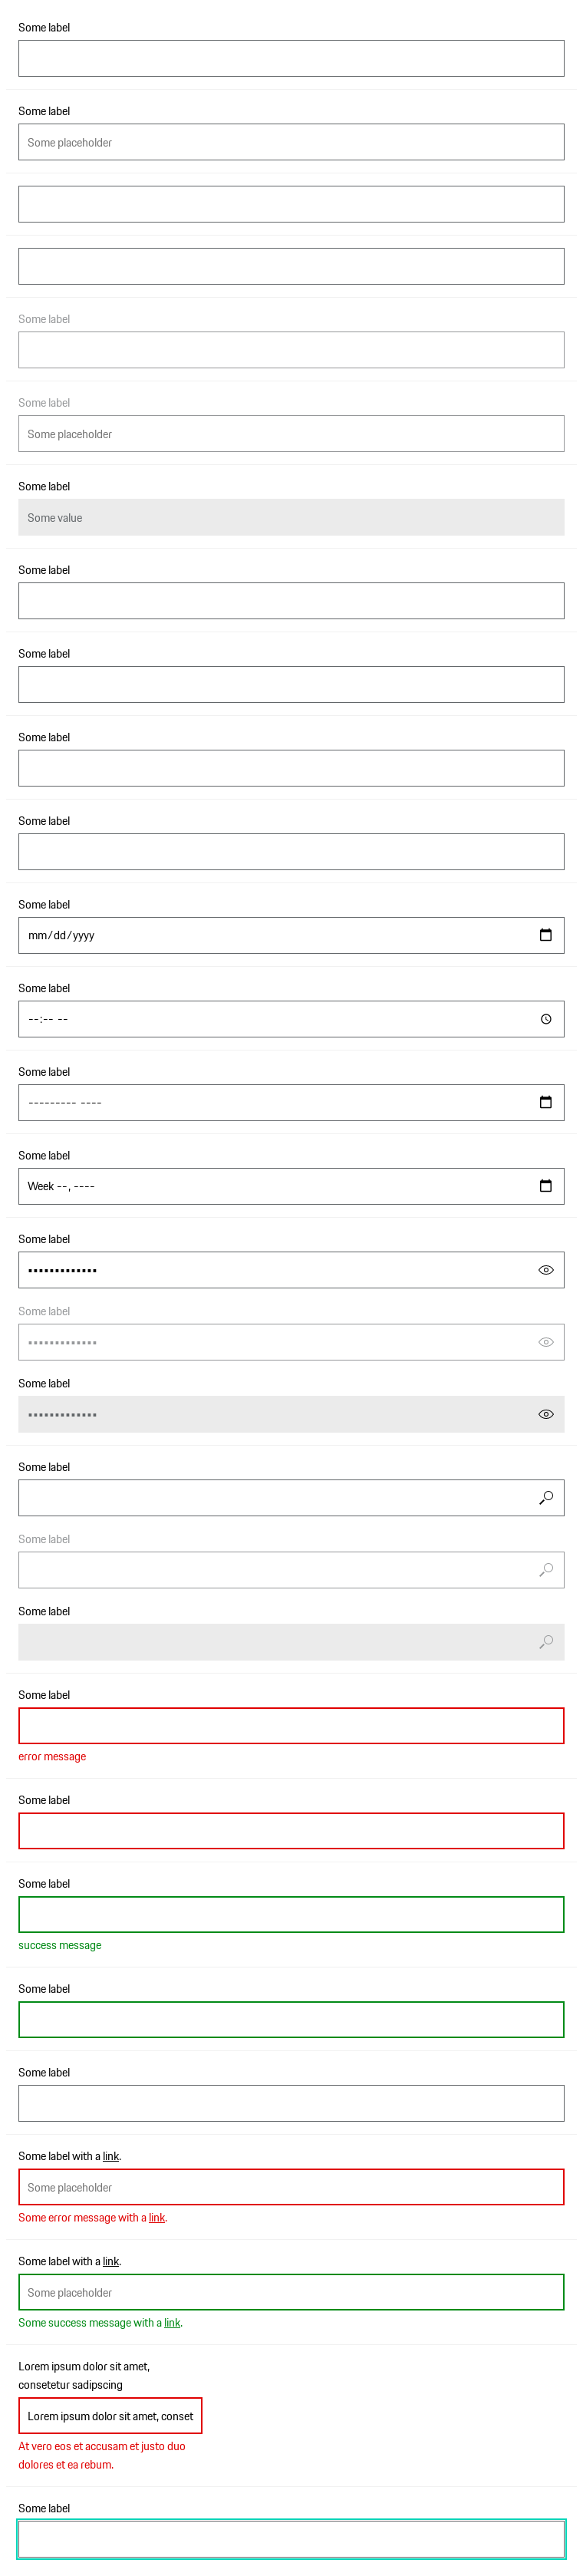 Some label
Some label
Some placeholder
Some label
Some label
Some placeholder
Some label
Some value
Some label
Some label
Some label
Some label
Some label
mm/dd/yyyy
Some label
--:-- --
Some label
--------- ----
Some label
Week --, ----
Some label
•••••••••••••
Some label
•••••••••••••
Some label
•••••••••••••
Some label
Some label
Some label
Some label
error message
Some label
Some label
success message
Some label
Some label
Some label with a link.
Some placeholder
Some error message with a link.
Some label with a link.
Some placeholder
Some success message with a link.
Lorem ipsum dolor sit amet,
consetetur sadipscing
Lorem ipsum dolor sit amet, conset
At vero eos et accusam et justo duo
dolores et ea rebum.
Some label